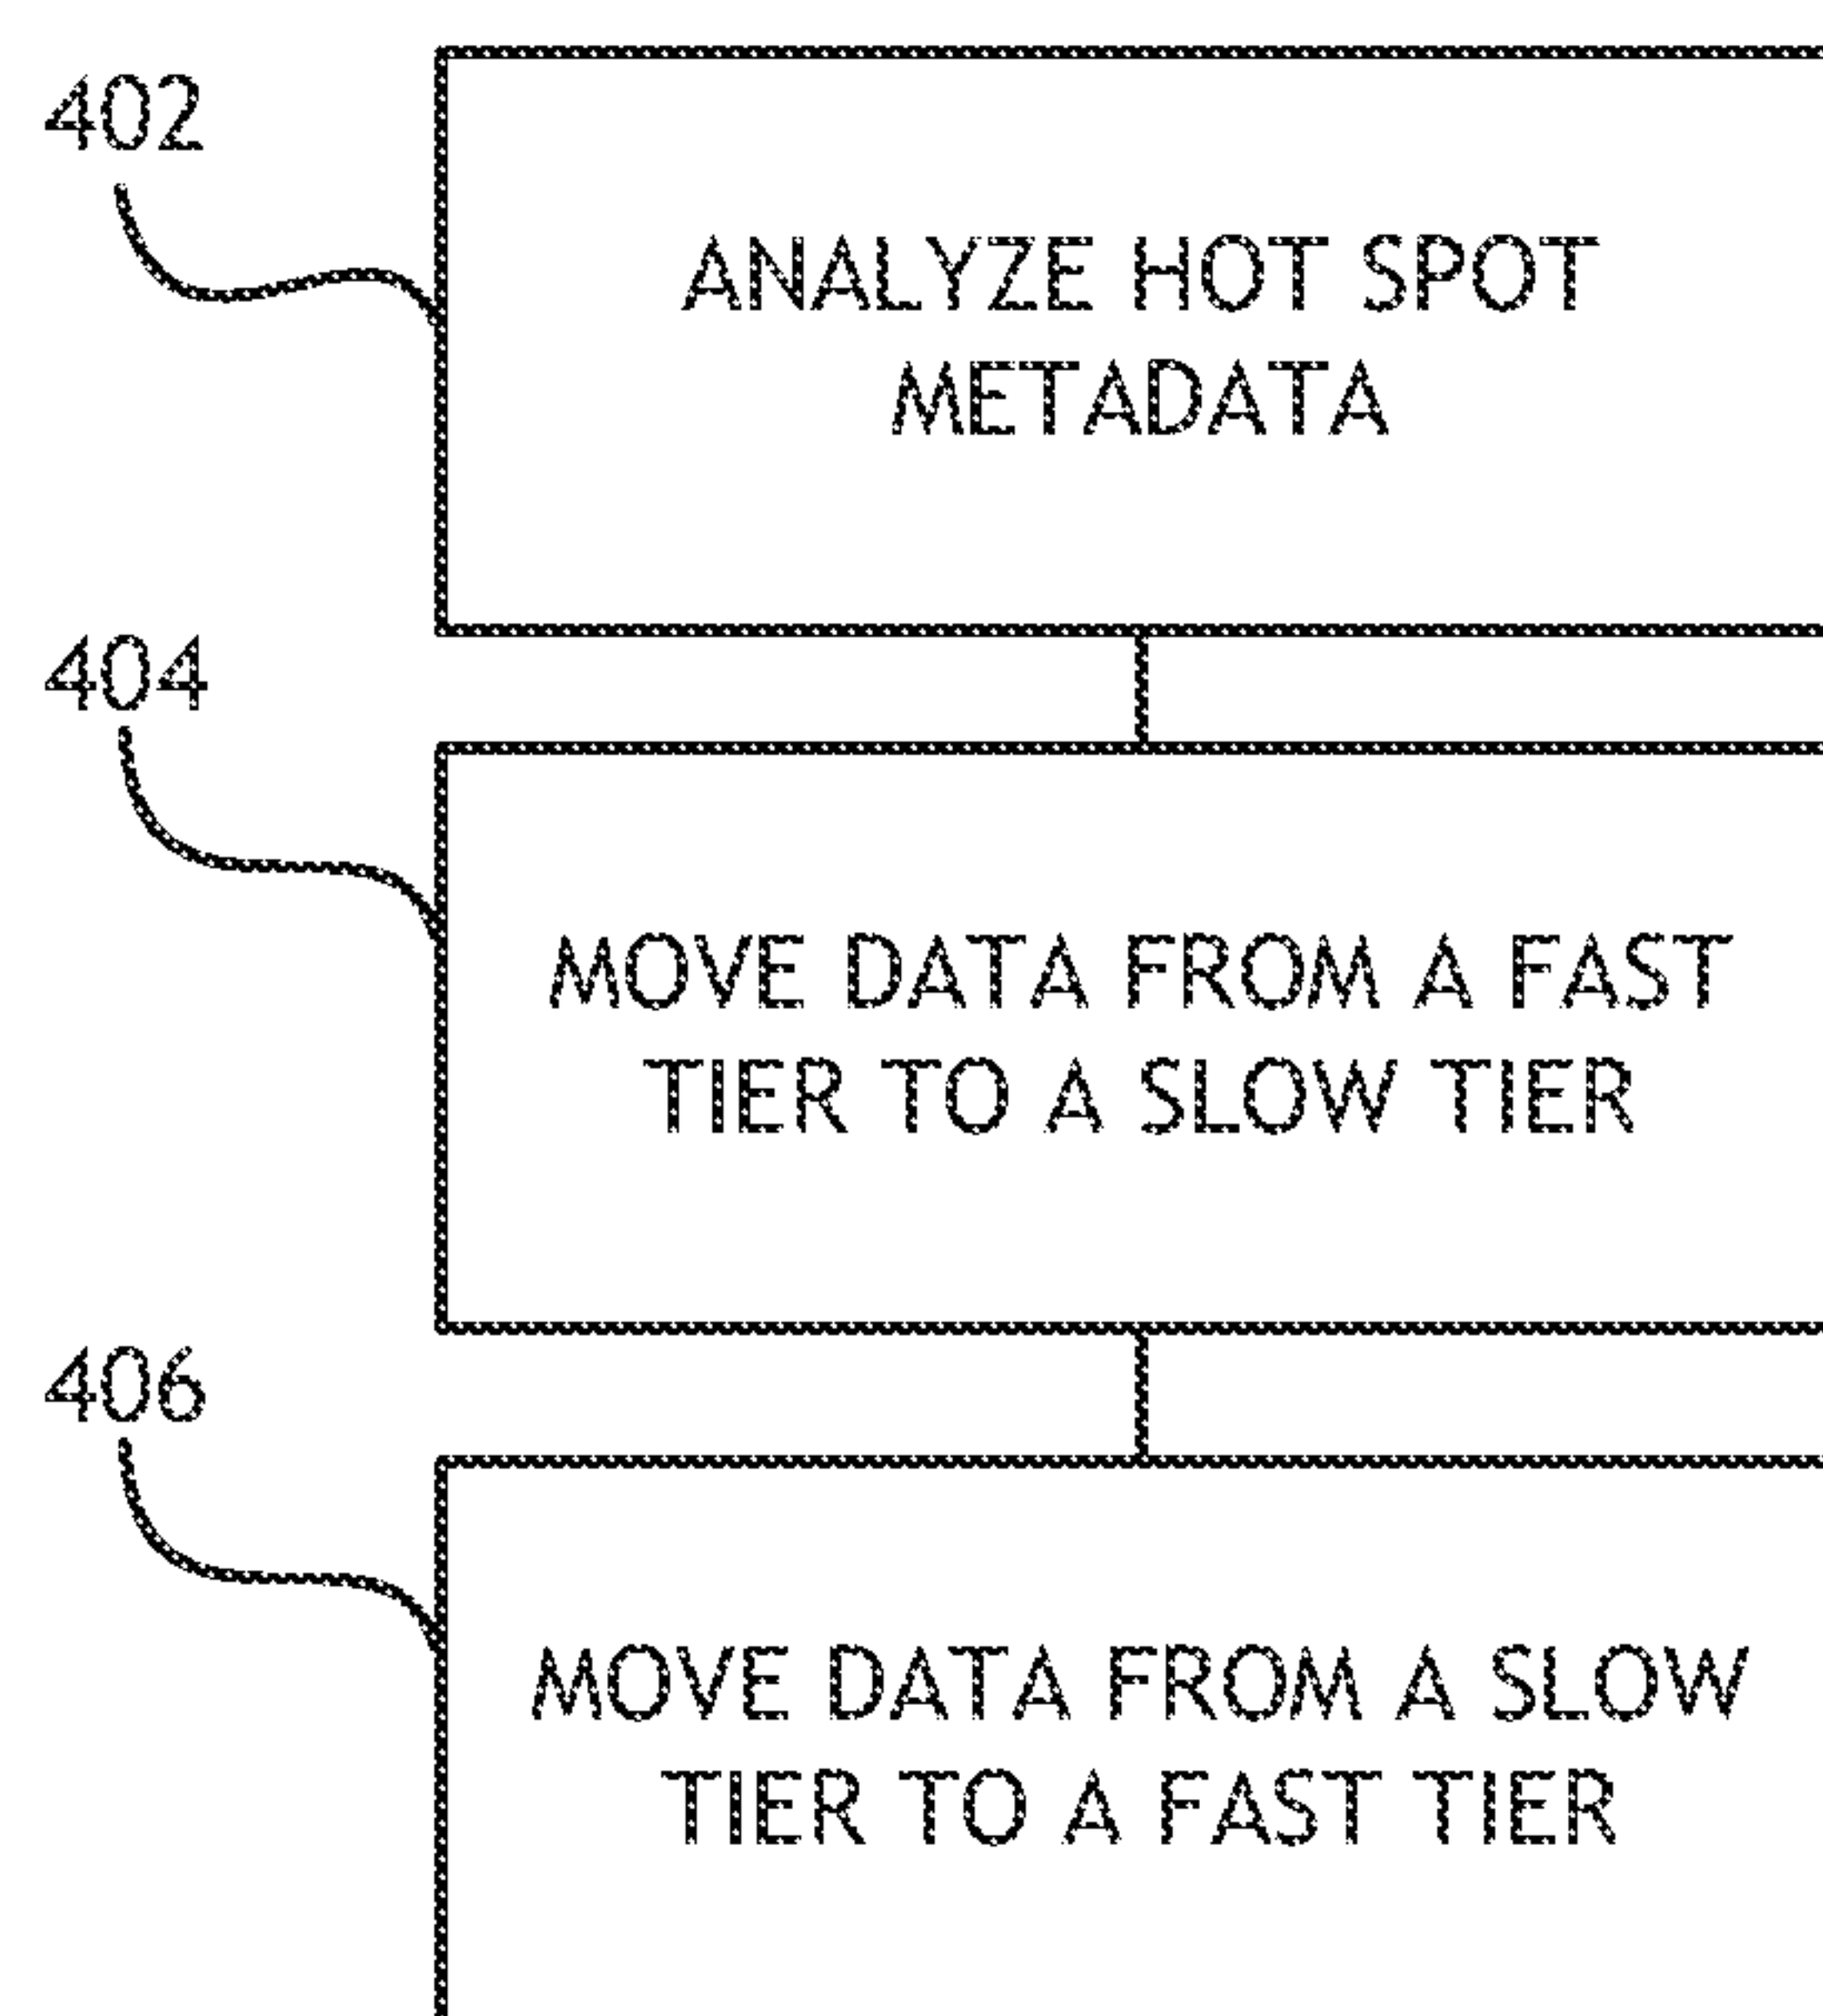 402
ANALYZE HOT SPOT
METADATA
404
MOVE DATA FROM A FAST
TIER TO A SLOW TIER
406
MOVE DATA FROM A SLOW
TIER TO A FAST TIER